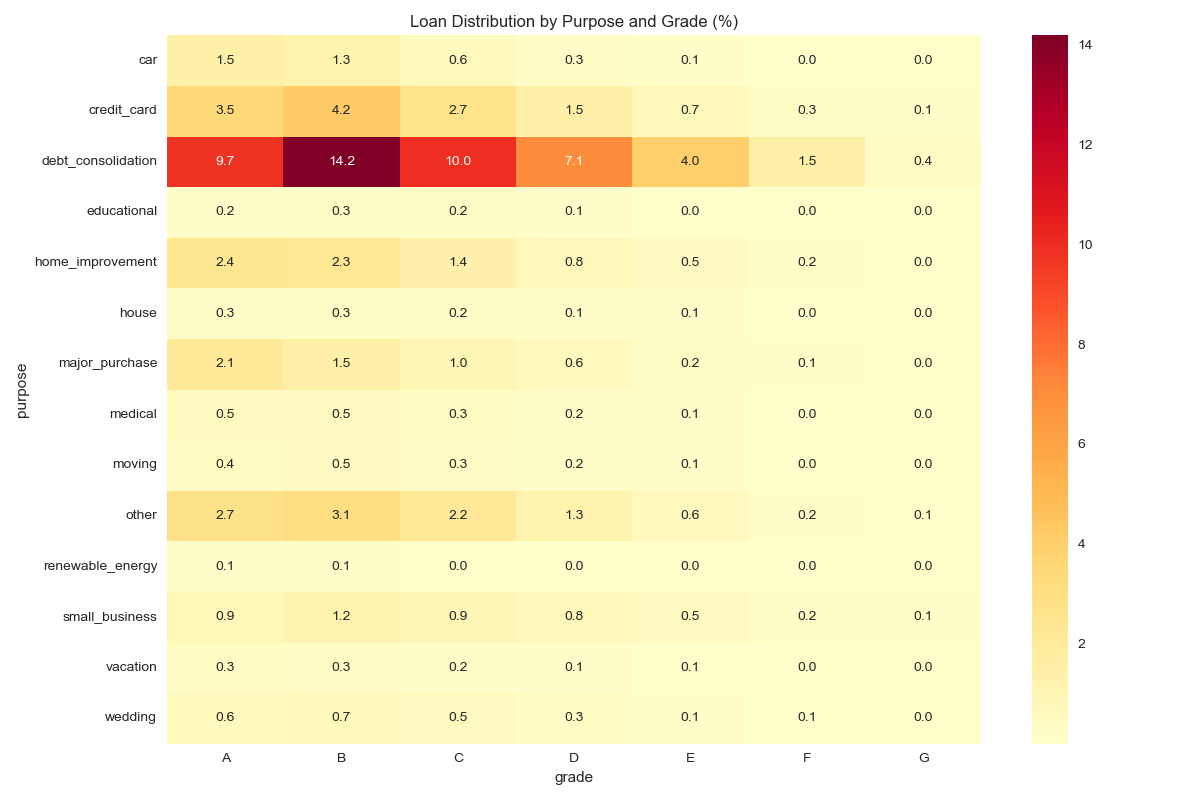 Loan Distribution by Purpose and Grade (%)
car 1.5 1.3 0.6 0.3 0.1 0.0 0.0
credit_card 3.5 4.2 2.7 1.5 0.7 0.3 0.1
debt_consolidation 9.7 14.2 10.0 7.1 4.0 1.5 0.4
educational 0.2 0.3 0.2 0.1 0.0 0.0 0.0
home_improvement 2.4 2.3 1.4 0.8 0.5 0.2 0.0
house 0.3 0.3 0.2 0.1 0.1 0.0 0.0
major_purchase 2.1 1.5 1.0 0.6 0.2 0.1 0.0
medical 0.5 0.5 0.3 0.2 0.1 0.0 0.0
moving 0.4 0.5 0.3 0.2 0.1 0.0 0.0
other 2.7 3.1 2.2 1.3 0.6 0.2 0.1
renewable_energy 0.1 0.1 0.0 0.0 0.0 0.0 0.0
small_business 0.9 1.2 0.9 0.8 0.5 0.2 0.1
vacation 0.3 0.3 0.2 0.1 0.1 0.0 0.0
wedding 0.6 0.7 0.5 0.3 0.1 0.1 0.0
A B C D E F G
grade
purpose
14
12
10
8
6
4
2